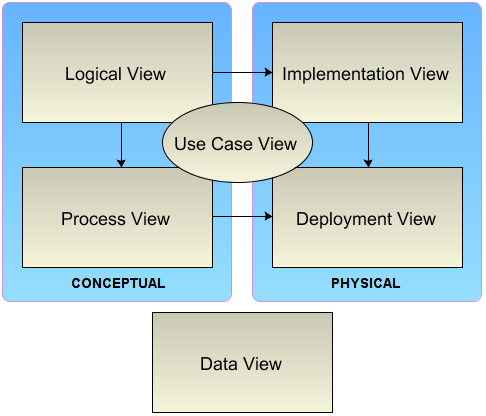 Logical View
Implementation View
Use Case View
Process View
Deployment View
CONCEPTUAL
PHYSICAL
Data View